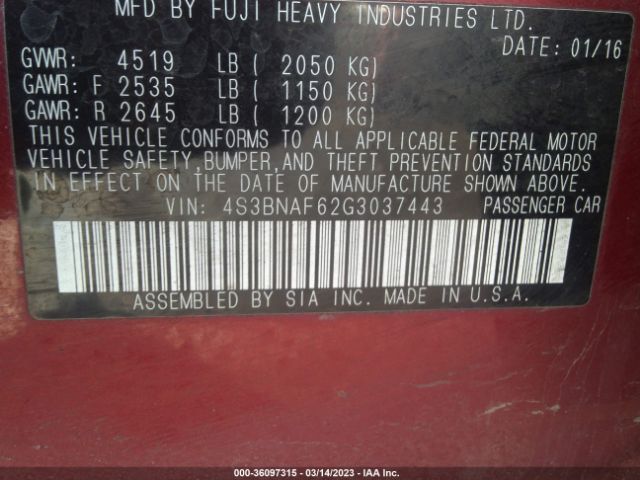 MFD BY FUJI HEAVY INDUSTRIES LTD.
DATE: 01/16
GVWR: 4519 LB ( 2050 KG)
GAWR: F 2535 LB ( 1150 KG)
GAWR: R 2645 LB ( 1200 KG)
THIS VEHICLE CONFORMS TO ALL APPLICABLE FEDERAL MOTOR
VEHICLE SAFETY,BUMPER,AND THEFT PREVENTION STANDARDS
IN EFFECT ON THE DATE OF MANUFACTURE SHOWN ABOVE.
VIN: 4S3BNAF62G3037443 PASSENGER CAR
ASSEMBLED BY SIA INC. MADE IN U.S.A.
000-36097315 - 03/14/2023 - IAA Inc.